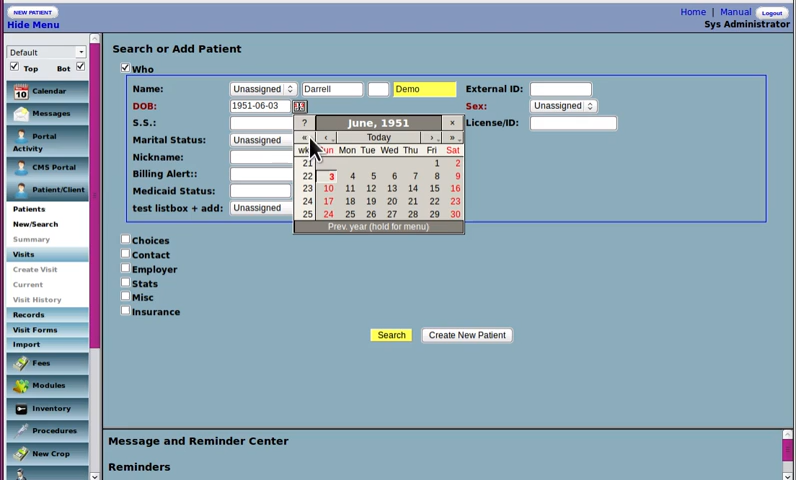 NEW PATIENT
Home | Manual Logout
Hide Menu
Sys Administrator
Default
Top Bot
Calendar
Messages
Portal
Activity
CMS Portal
Patient/Client
Patients
New/Search
Summary
Visits
Create Visit
Current
Visit History
Records
Visit Forms
Import
Fees
Modules
Inventory
Procedures
New Crop
Search or Add Patient
Who
Name: Unassigned Darrell Demo External ID:
DOB: 1951-06-03 Sex: Unassigned
S.S.: License/ID:
Marital Status: Unassigned
Nickname:
Billing Alert::
Medicaid Status:
test listbox + add: Unassigned
? June, 1951 ×
« ‹ Today › »
wk Mon Tue Wed Thu Fri Sat
21 1 2
22 3 4 5 6 7 8 9
23 10 11 12 13 14 15 16
24 17 18 19 20 21 22 23
25 24 25 26 27 28 29 30
Prev. year (hold for menu)
Choices
Contact
Employer
Stats
Misc
Insurance
Search Create New Patient
Message and Reminder Center
Reminders